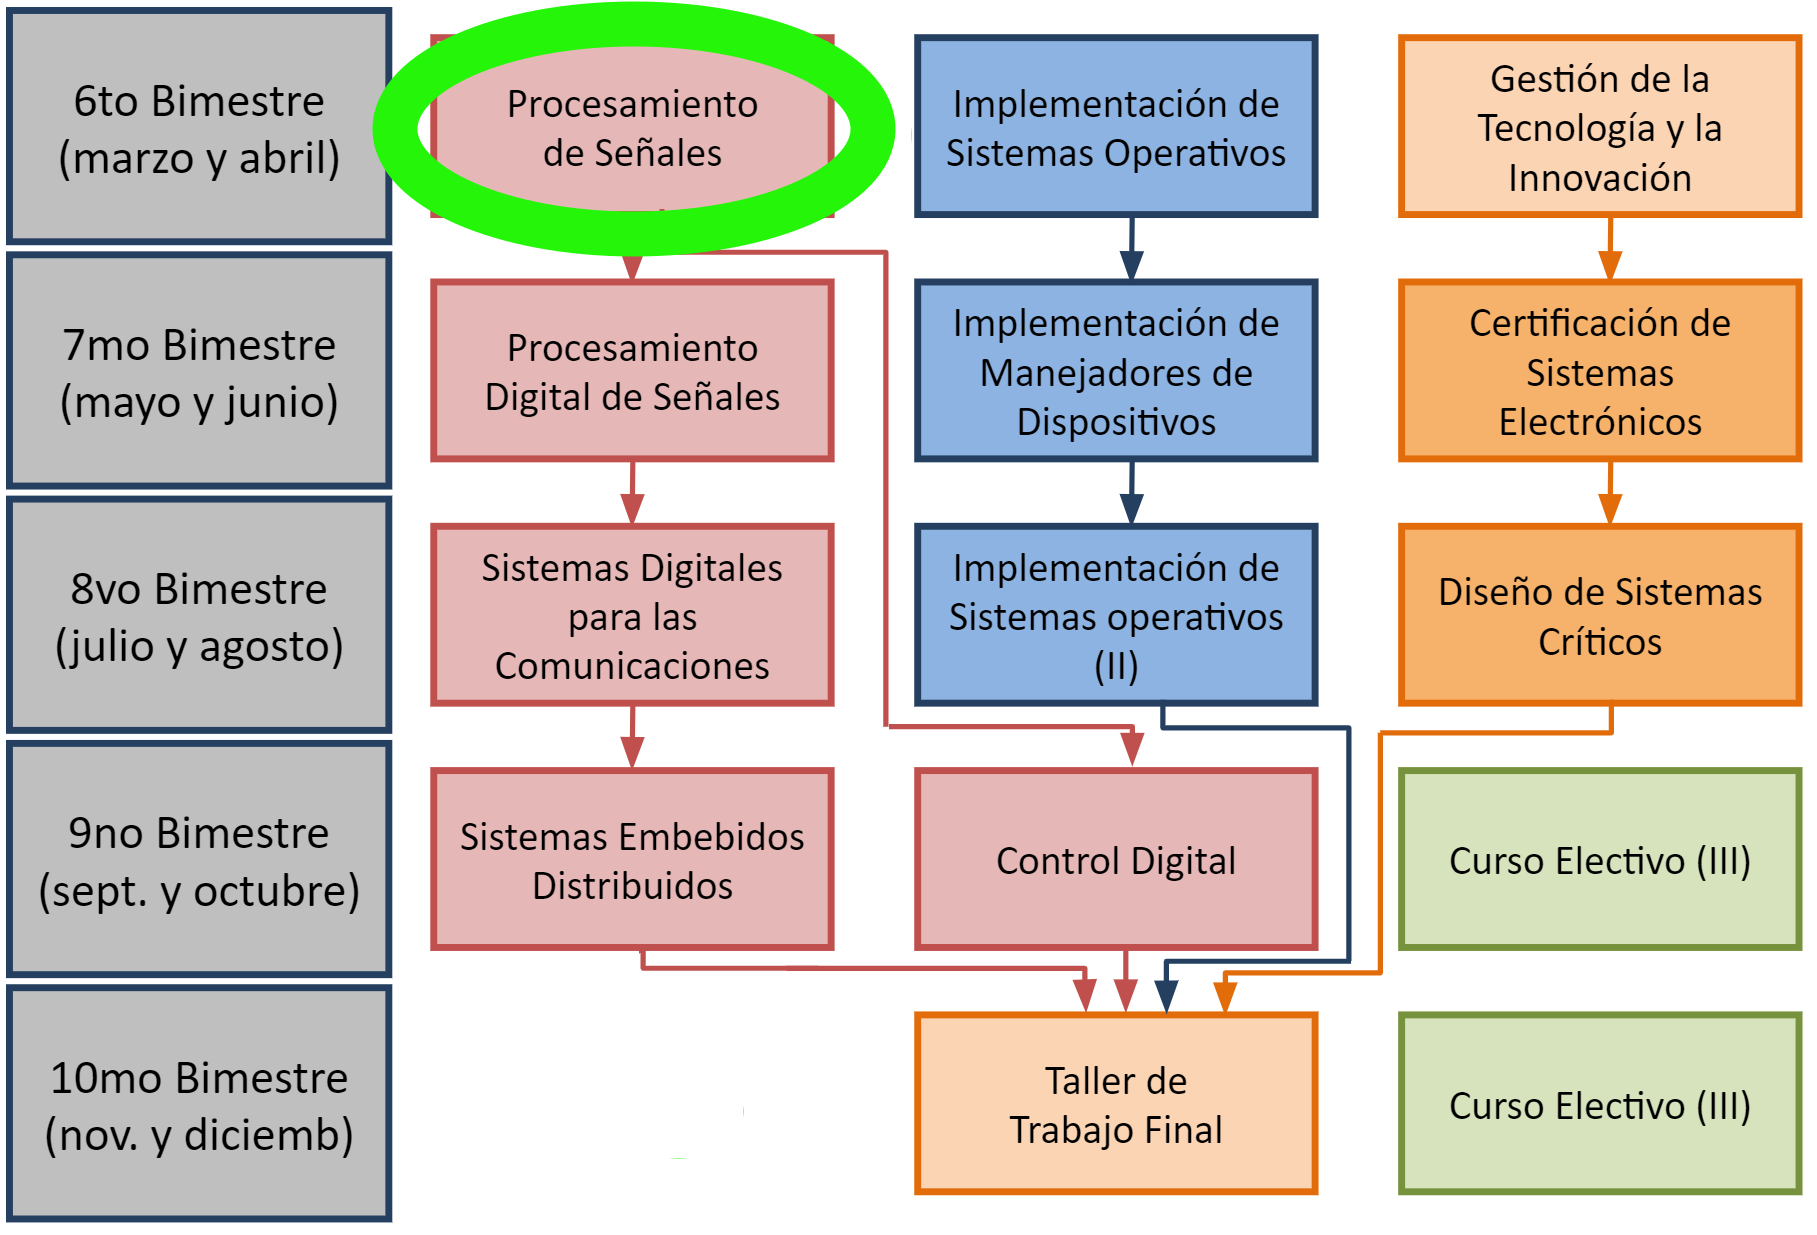 6to Bimestre
(marzo y abril)
Procesamiento
de Señales
Implementación de
Sistemas Operativos
Gestión de la
Tecnología y la
Innovación
7mo Bimestre
(mayo y junio)
Procesamiento
Digital de Señales
Implementación de
Manejadores de
Dispositivos
Certificación de
Sistemas
Electrónicos
8vo Bimestre
(julio y agosto)
Sistemas Digitales
para las
Comunicaciones
Implementación de
Sistemas operativos
(II)
Diseño de Sistemas
Críticos
9no Bimestre
(sept. y octubre)
Sistemas Embebidos
Distribuidos
Control Digital
Curso Electivo (III)
10mo Bimestre
(nov. y diciemb)
Taller de
Trabajo Final
Curso Electivo (III)